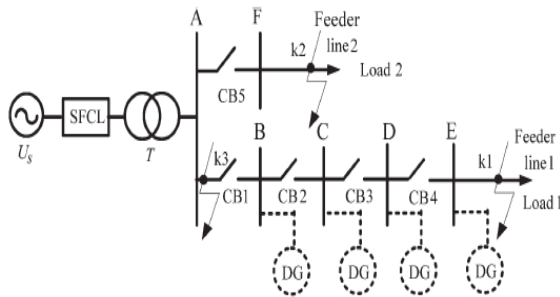 A
F
Feeder
line2
k2
Load 2
CB5
SFCL
U_S
T
B
C
D
E
Feeder
line1
k3
k1
CB1
CB2
CB3
CB4
Load 1
DG
DG
DG
DG